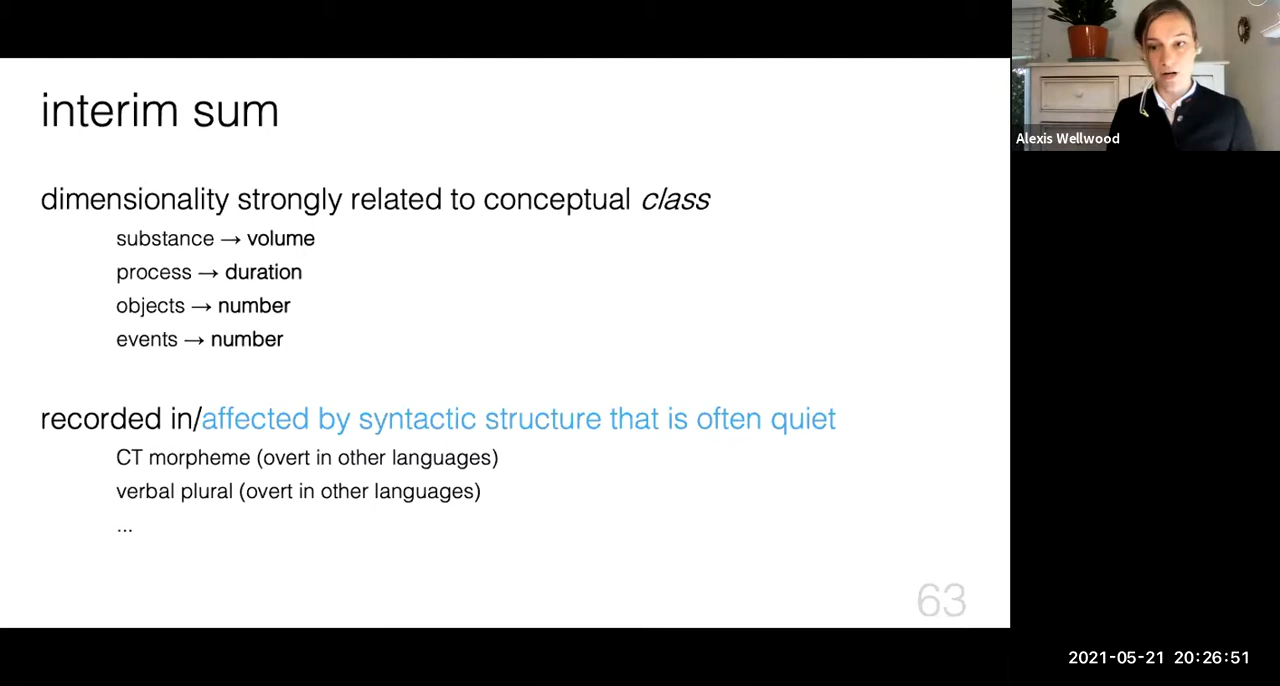 interim sum
dimensionality strongly related to conceptual class
substance → volume
process → duration
objects → number
events → number
recorded in/affected by syntactic structure that is often quiet
CT morpheme (overt in other languages)
verbal plural (overt in other languages)
...
63
Alexis Wellwood
2021-05-21 20:26:51